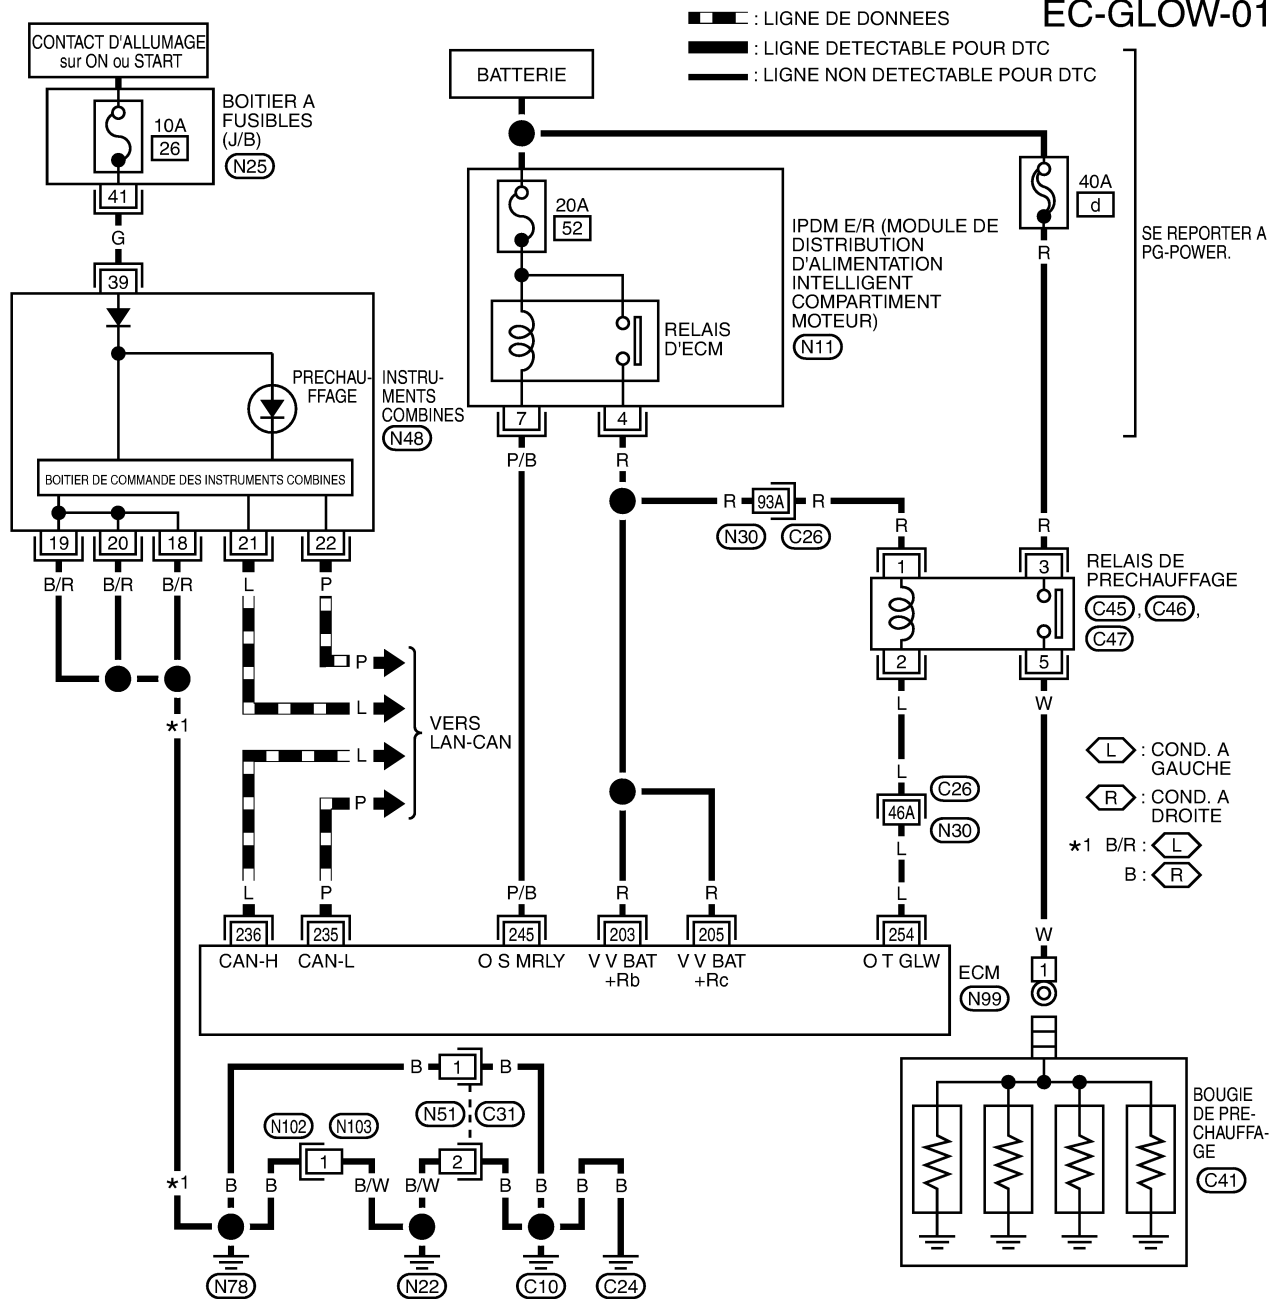 EC-GLOW-01
: LIGNE DE DONNEES
: LIGNE DETECTABLE POUR DTC
: LIGNE NON DETECTABLE POUR DTC
CONTACT D'ALLUMAGE
sur ON ou START
BOITIER A
FUSIBLES
(J/B)
N25
10A
26
41
G
39
BATTERIE
20A
52
IPDM E/R (MODULE DE
DISTRIBUTION
D'ALIMENTATION
INTELLIGENT
COMPARTIMENT
MOTEUR)
N11
40A
d
R
SE REPORTER A
PG-POWER.
RELAIS
D'ECM
PRECHAU-
FFAGE
INSTRU-
MENTS
COMBINES
N48
BOITIER DE COMMANDE DES INSTRUMENTS COMBINES
7
4
P/B
R
19
20
18
21
22
B/R
B/R
B/R
L
P
R
93A
R
N30
C26
R
R
1
3
RELAIS DE
PRECHAUFFAGE
C45 , C46 ,
C47
2
5
L
W
P
L
L
P
VERS
LAN-CAN
*1
L : COND. A
GAUCHE
R : COND. A
DROITE
*1 B/R : L
B : R
L
C26
46A
N30
L
L
P
P/B
R
R
L
W
236
235
245
203
205
254
CAN-H
CAN-L
O S MRLY
V V BAT
+Rb
V V BAT
+Rc
O T GLW
ECM
N99
1
B
1
B
N51
C31
N102
N103
1
2
*1
B
B
B/W
B/W
B
B
B
B
N78
N22
C10
C24
BOUGIE
DE PRE-
CHAUFFA-
GE
C41